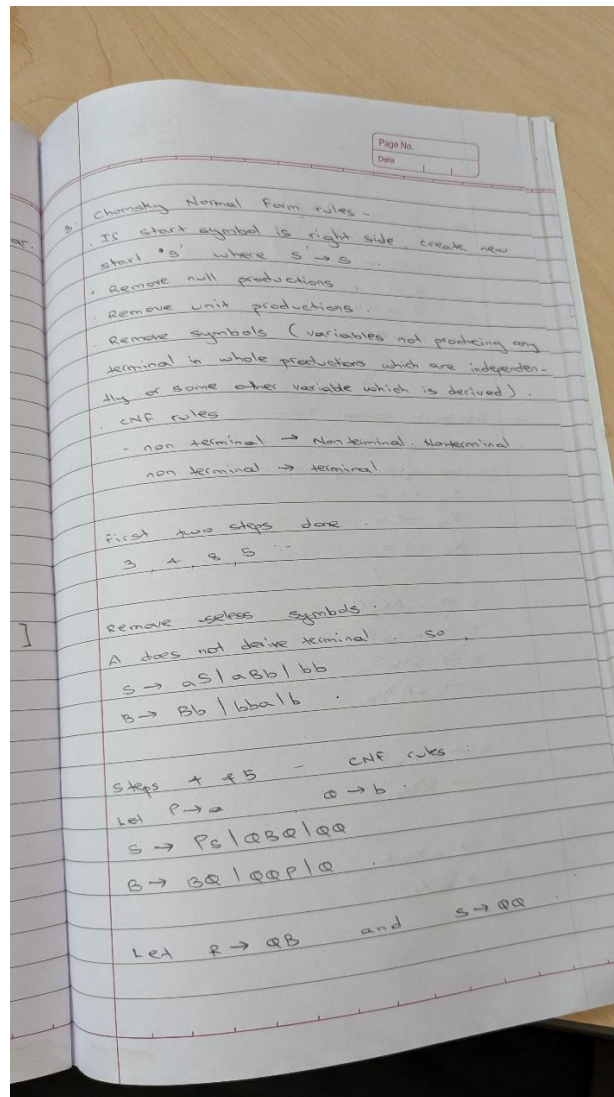 Page No.
Date
ar.
3. Chomsky Normal Form rules -
. If start symbol is right side, create new
start 's' where s' → s
. Remove null productions
. Remove unit productions.
. Remove symbols (variables not producing any
terminal in whole productions which are independen-
tly or some other variable which is derived).
. CNF rules
- non terminal → Non terminal. Nonterminal
non terminal → terminal
First two steps done.
3, 4, 8, 5 :-
Remove seless symbols.
]
A does not derive terminal. so,
S → aS | aBb | bb
B → Bb | bba | b .
Steps 4 & 5 - CNF rules :
Let P → a , Q → b .
S → PS | QBQ | QQ
B → BQ | QQP | Q .
Let R → QB and S → QQ .